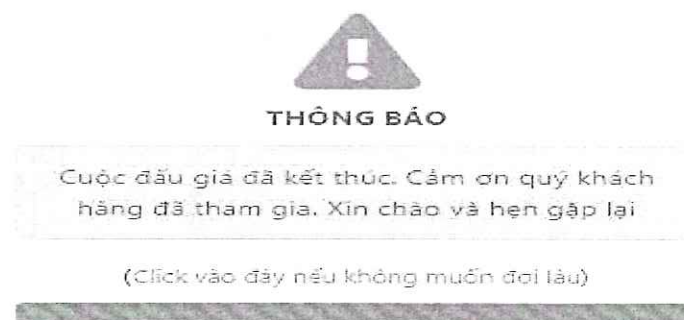 THÔNG BÁO
Cuộc đấu giá đã kết thúc. Cảm ơn quý khách
hàng đã tham gia. Xin chào và hẹn gặp lại
(Click vào đây nếu không muốn đợi lâu)